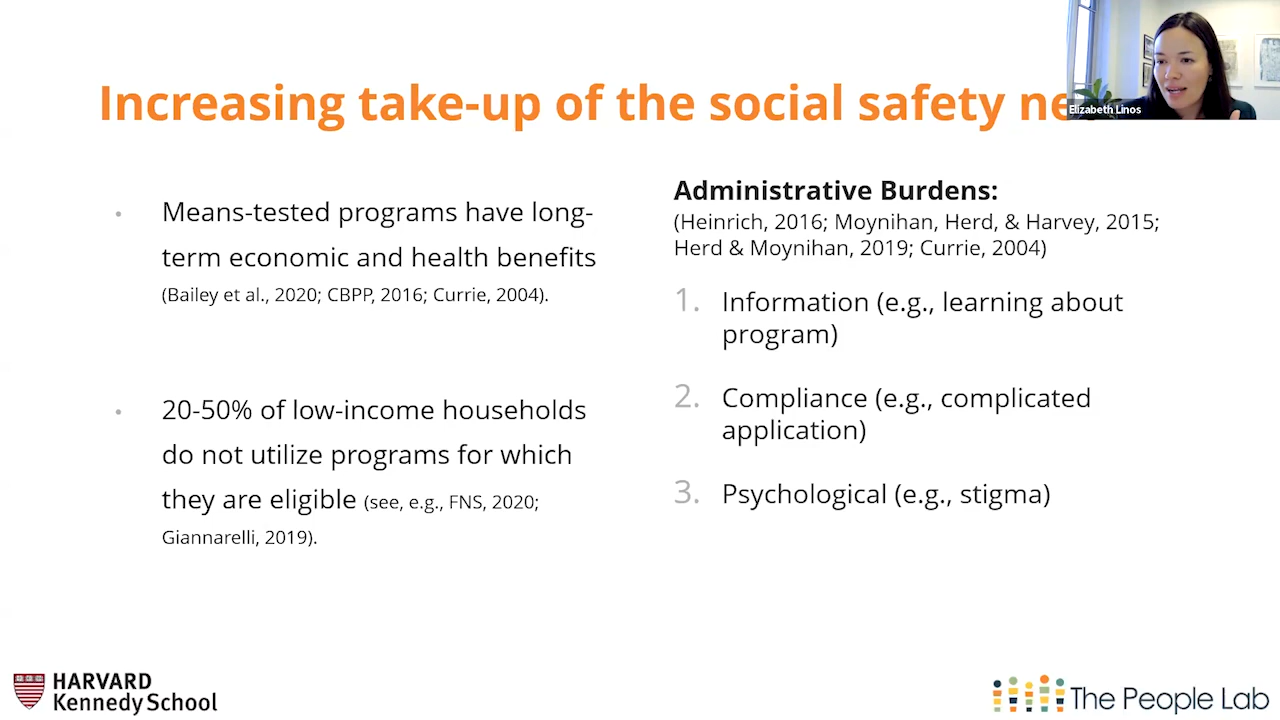 Increasing take-up of the social safety ne
Elizabeth Linos
• Means-tested programs have long-
term economic and health benefits
(Bailey et al., 2020; CBPP, 2016; Currie, 2004).
• 20-50% of low-income households
do not utilize programs for which
they are eligible (see, e.g., FNS, 2020;
Giannarelli, 2019).
Administrative Burdens:
(Heinrich, 2016; Moynihan, Herd, & Harvey, 2015;
Herd & Moynihan, 2019; Currie, 2004)
1. Information (e.g., learning about
program)
2. Compliance (e.g., complicated
application)
3. Psychological (e.g., stigma)
HARVARD
Kennedy School
The People Lab